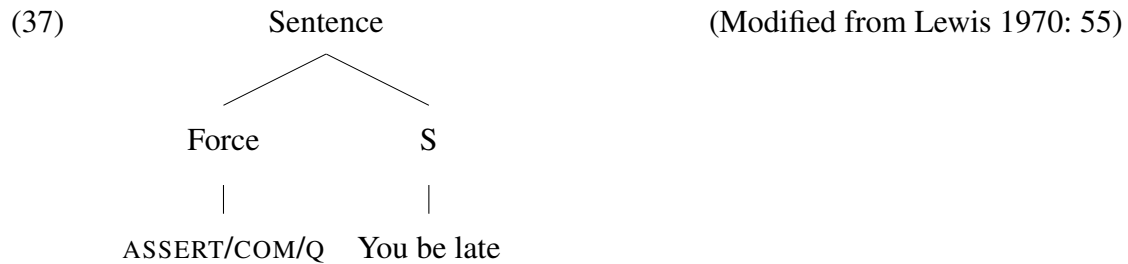 (37) Sentence (Modified from Lewis 1970: 55)
Force S
ASSERT/COM/Q You be late